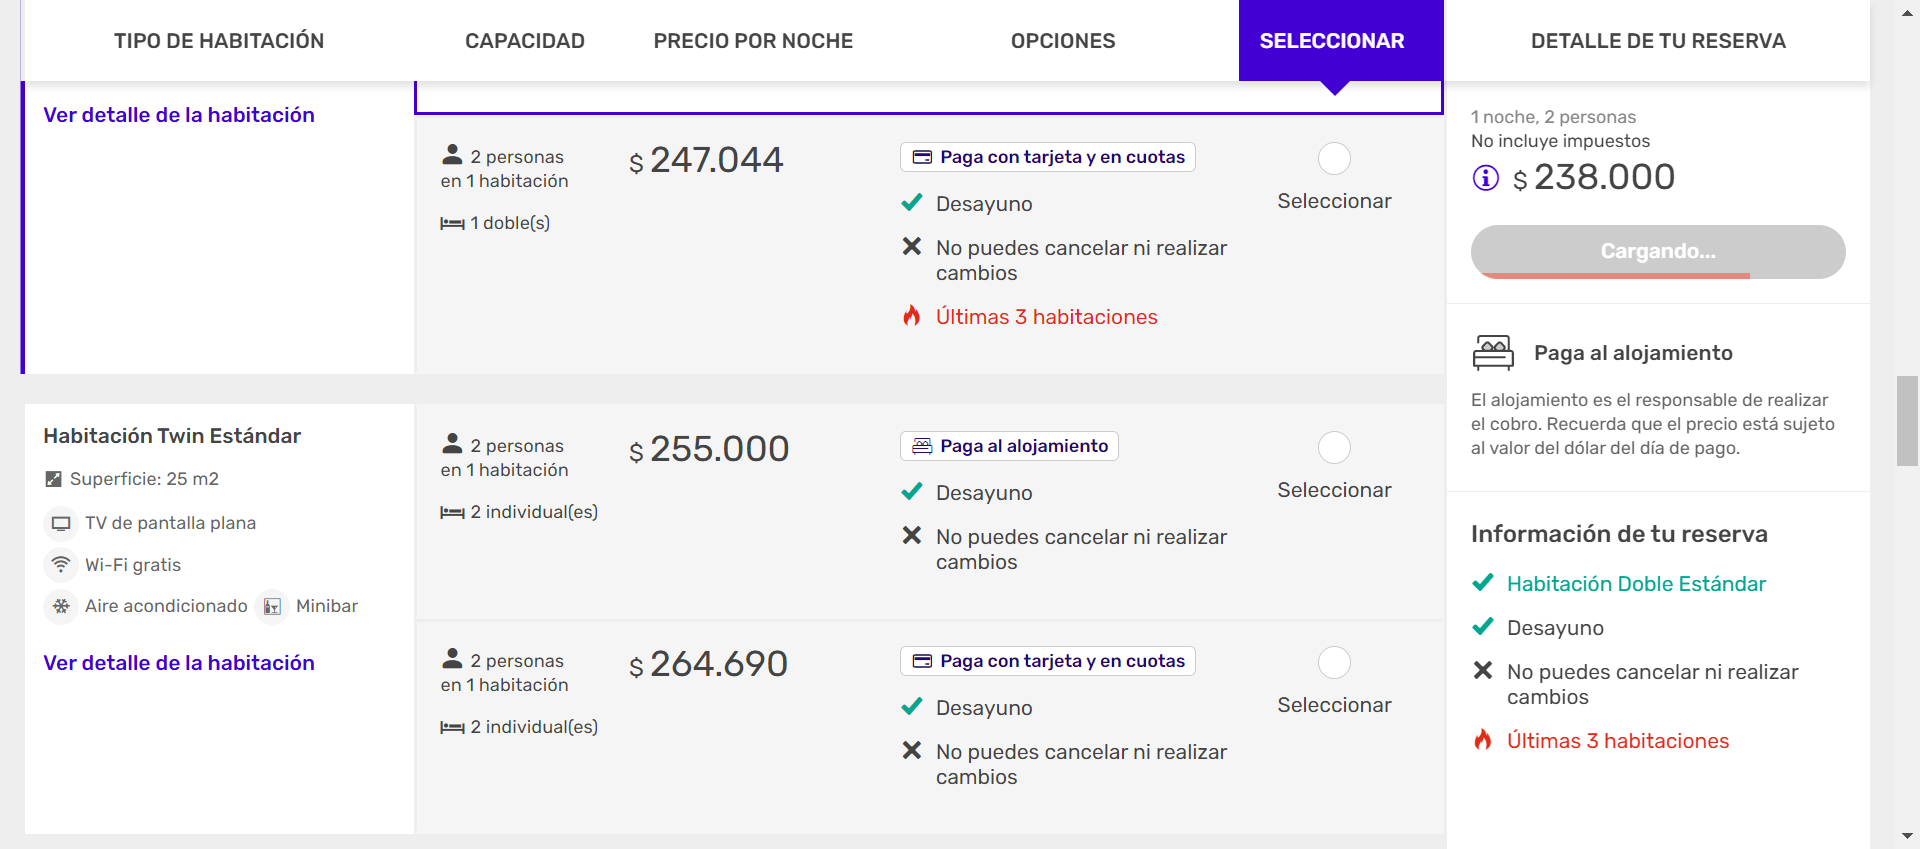 TIPO DE HABITACIÓN
CAPACIDAD
PRECIO POR NOCHE
OPCIONES
SELECCIONAR
DETALLE DE TU RESERVA
Ver detalle de la habitación
2 personas
en 1 habitación
1 doble(s)
$ 247.044
Paga con tarjeta y en cuotas
Desayuno
No puedes cancelar ni realizar
cambios
Últimas 3 habitaciones
Seleccionar
Habitación Twin Estándar
Superficie: 25 m2
TV de pantalla plana
Wi-Fi gratis
Aire acondicionado
Minibar
Ver detalle de la habitación
2 personas
en 1 habitación
2 individual(es)
$ 255.000
Paga al alojamiento
Desayuno
No puedes cancelar ni realizar
cambios
Seleccionar
2 personas
en 1 habitación
2 individual(es)
$ 264.690
Paga con tarjeta y en cuotas
Desayuno
No puedes cancelar ni realizar
cambios
Seleccionar
1 noche, 2 personas
No incluye impuestos
$ 238.000
Cargando...
Paga al alojamiento
El alojamiento es el responsable de realizar
el cobro. Recuerda que el precio está sujeto
al valor del dólar del día de pago.
Información de tu reserva
Habitación Doble Estándar
Desayuno
No puedes cancelar ni realizar
cambios
Últimas 3 habitaciones